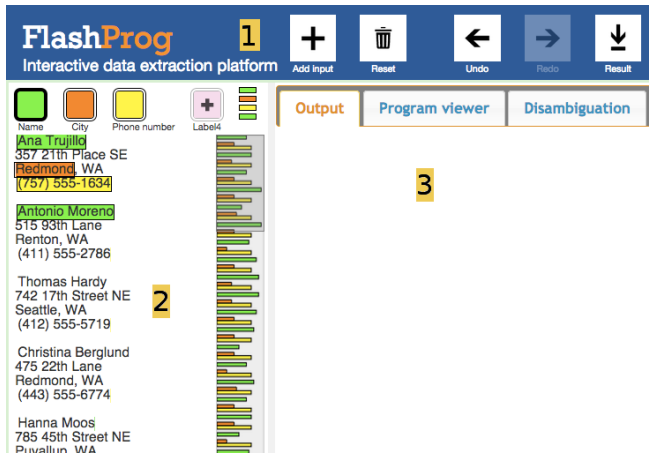 FlashProg
Interactive data extraction platform
1
Add input
Reset
Undo
Redo
Result
Name
City
Phone number
Label4
Output
Program viewer
Disambiguation
Ana Trujillo
357 21th Place SE
Redmond, WA
(757) 555-1634
Antonio Moreno
515 93th Lane
Renton, WA
(411) 555-2786
Thomas Hardy
742 17th Street NE
Seattle, WA
(412) 555-5719
Christina Berglund
475 22th Lane
Redmond, WA
(443) 555-6774
Hanna Moos
785 45th Street NE
Puyallup, WA
2
3